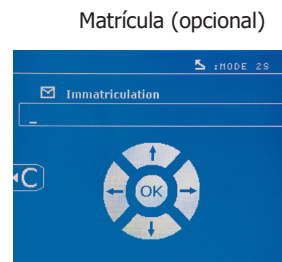 Matrícula (opcional)
:MODE 2S
Immatriculation
_
C
OK